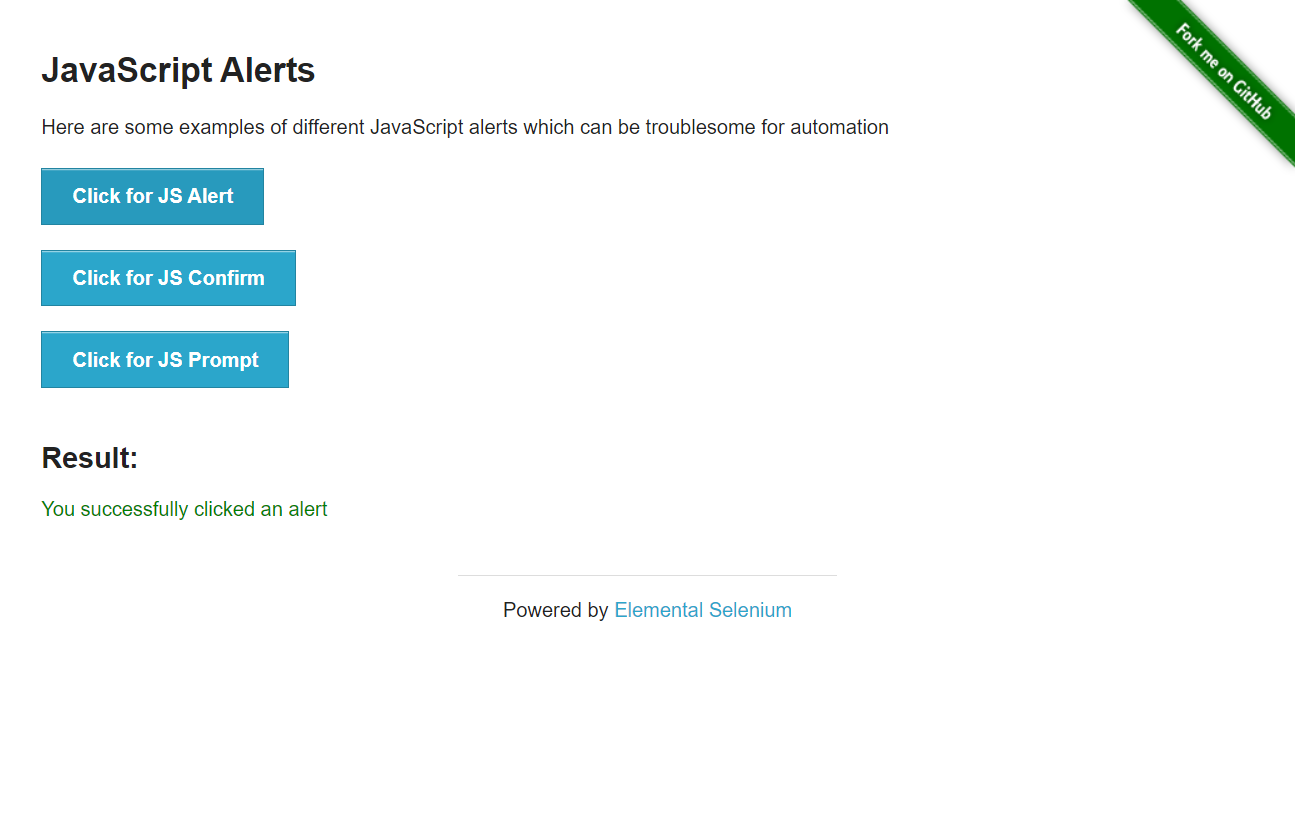 Fork me on GitHub
JavaScript Alerts
Here are some examples of different JavaScript alerts which can be troublesome for automation
Click for JS Alert
Click for JS Confirm
Click for JS Prompt
Result:
You successfully clicked an alert
Powered by Elemental Selenium